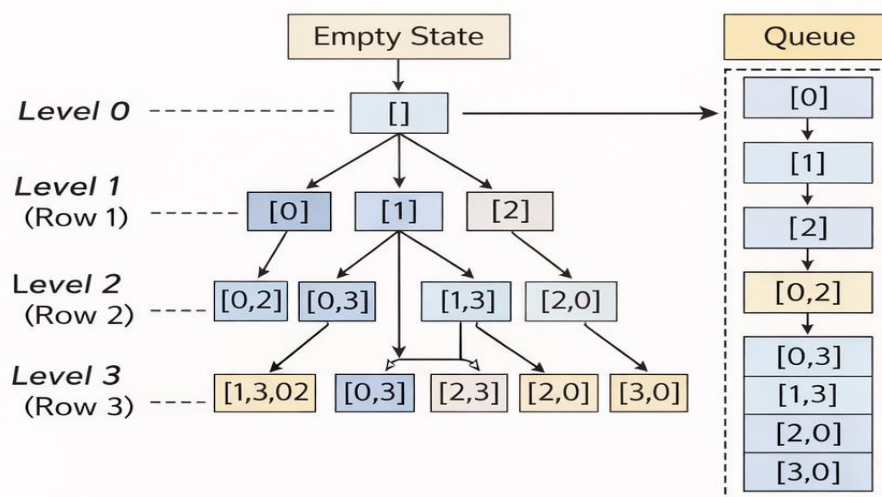 Empty State
Queue
Level 0
[]
[0]
[1]
Level 1
(Row 1)
[0]
[1]
[2]
[2]
Level 2
(Row 2)
[0,2]
[0,3]
[1,3]
[2,0]
[0,2]
Level 3
(Row 3)
[1,3,02
[0,3]
[2,3]
[2,0]
[3,0]
[0,3]
[1,3]
[2,0]
[3,0]